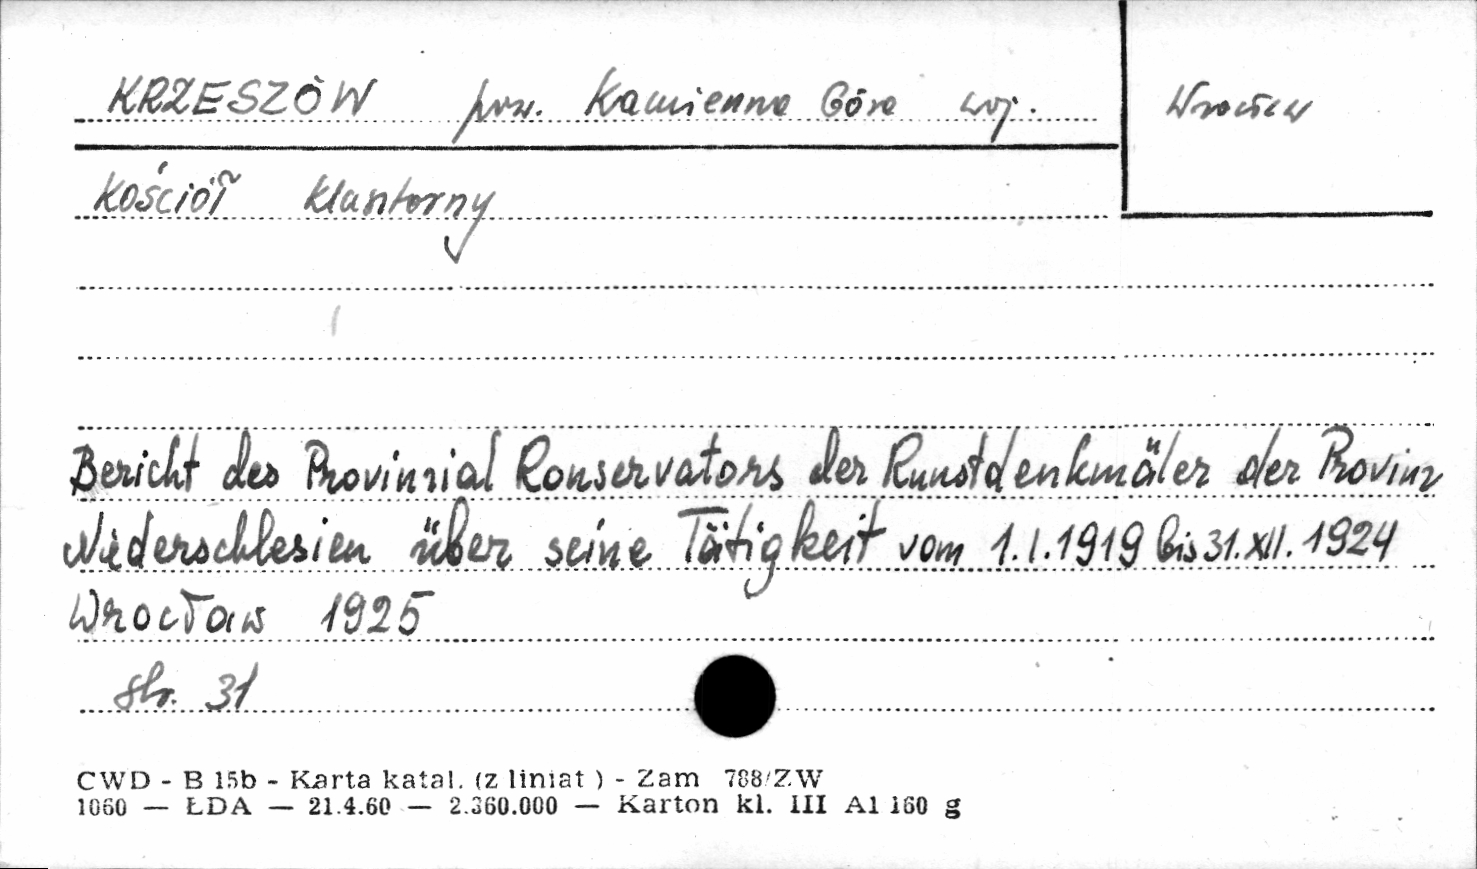 KRZESZÓW pow. Kamienna Góra woj. Wrocław
Kościół klasztorny
Bericht des Provinzial Konservators der Kunstdenkmäler der Provinz
Niederschlesien über seine Tätigkeit vom 1.I.1919 bis 31.XII.1924
Wrocław 1925
str. 31
CWD - B 15b - Karta katal. (z liniat ) - Zam 788/ZW
1060 — ŁDA — 21.4.60 — 2.360.000 — Karton kl. III A1 160 g